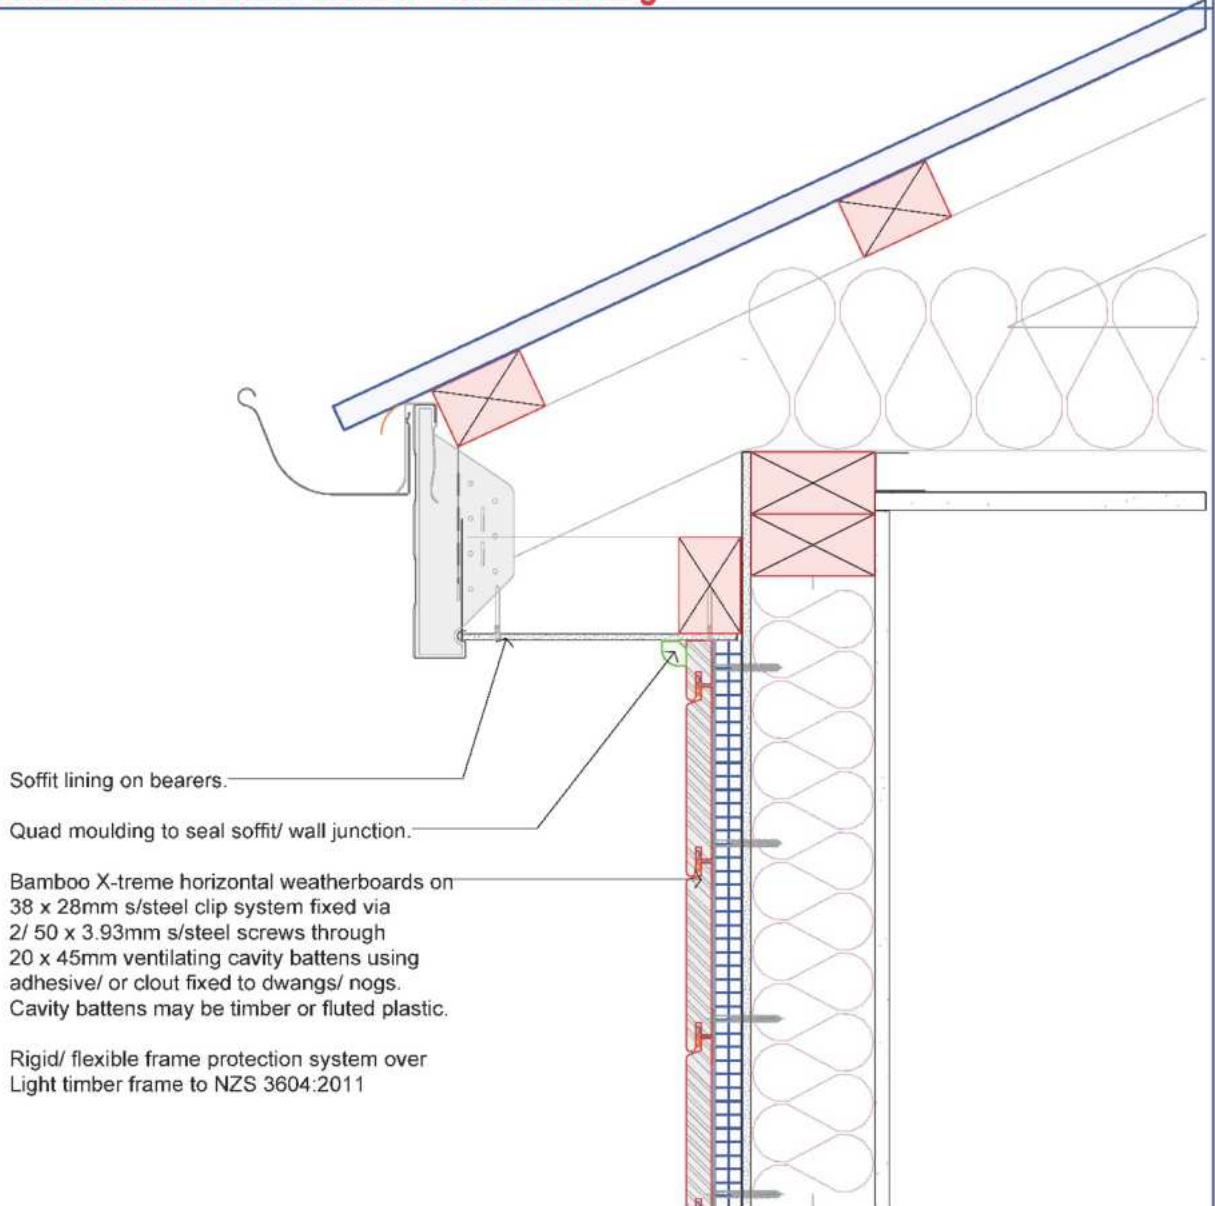 Soffit lining on bearers.
Quad moulding to seal soffit/ wall junction.
Bamboo X-treme horizontal weatherboards on
38 x 28mm s/steel clip system fixed via
2/ 50 x 3.93mm s/steel screws through
20 x 45mm ventilating cavity battens using
adhesive/ or clout fixed to dwangs/ nogs.
Cavity battens may be timber or fluted plastic.
Rigid/ flexible frame protection system over
Light timber frame to NZS 3604:2011